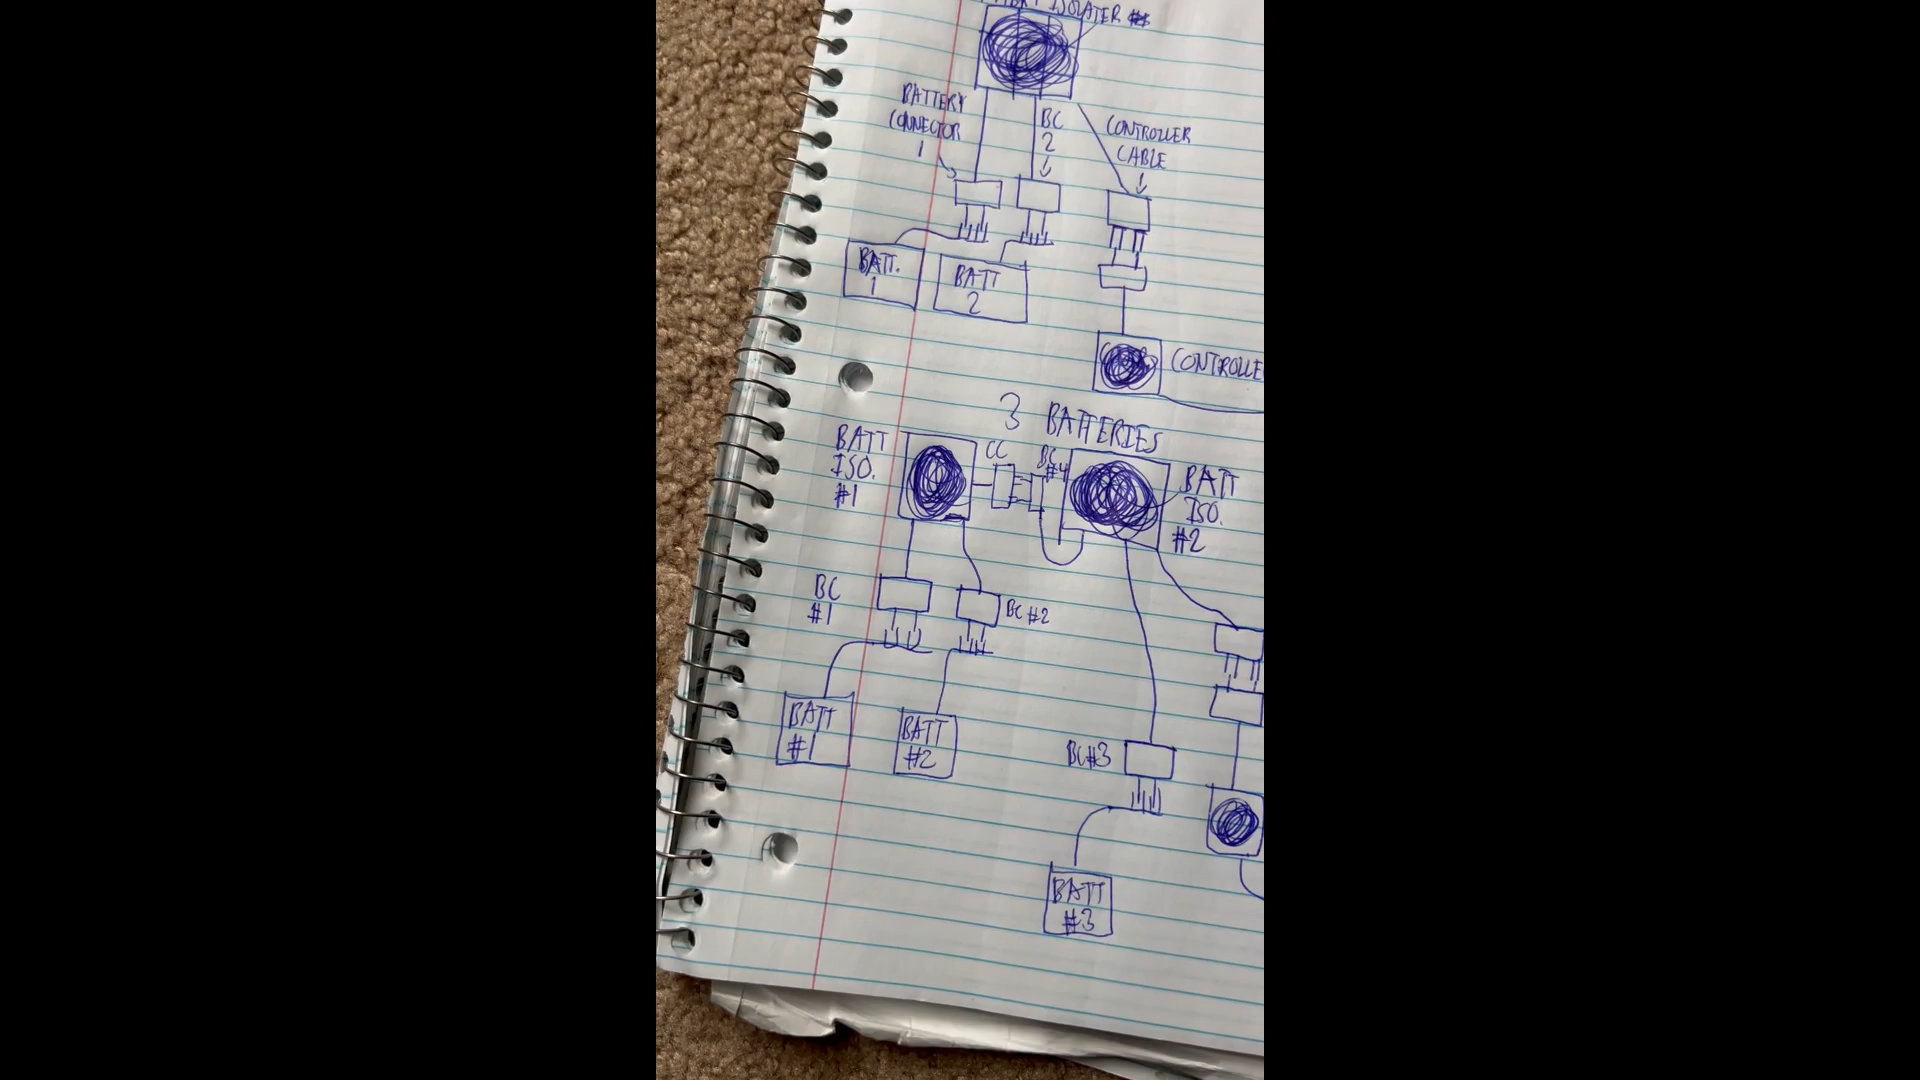 ISOLATER
BATTERY
CONNECTOR
1
BC
2
CONTROLLER
CABLE
BATT.
1
BATT
2
CONTROLLE
3 BATTERIES
BATT
ISO.
#1
CC
BC
#4
BATT
ISO.
#2
BC
#1
BC #2
BATT
#1
BATT
#2
BC#3
BATT
#3